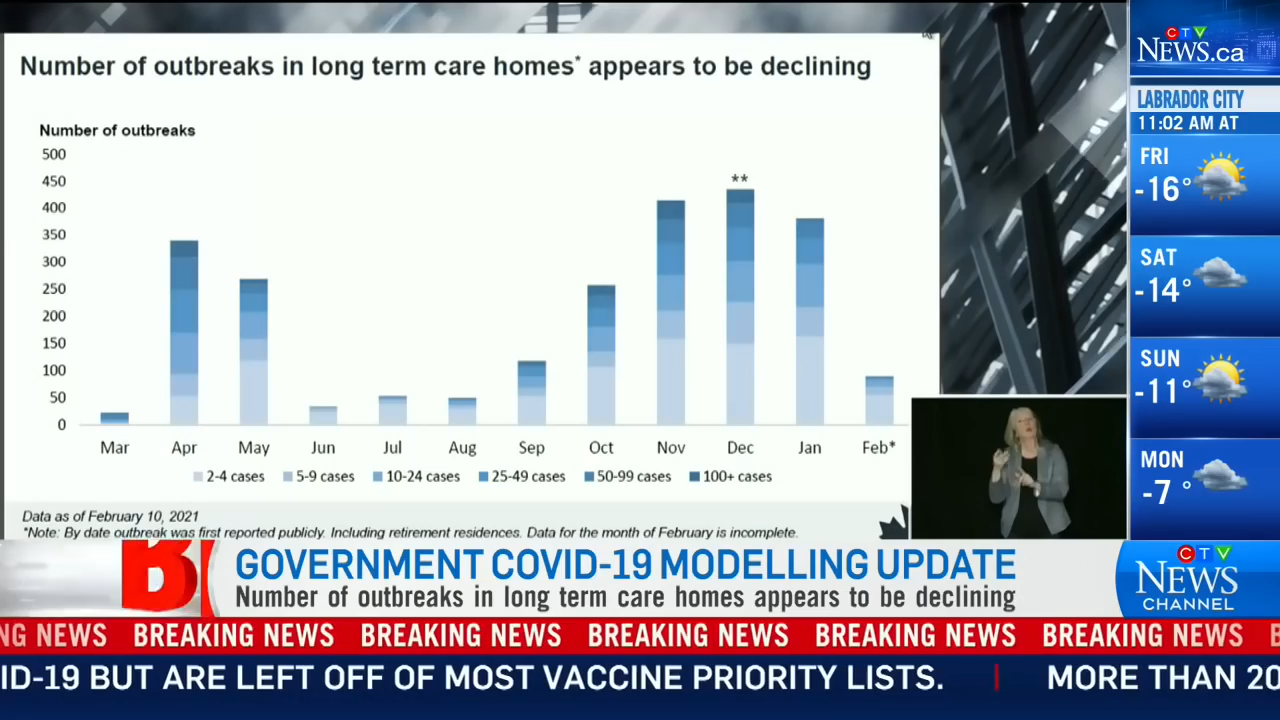 Number of outbreaks in long term care homes* appears to be declining
Number of outbreaks
500
450
400
350
300
250
200
150
100
50
0
**
Mar Apr May Jun Jul Aug Sep Oct Nov Dec Jan Feb*
2-4 cases 5-9 cases 10-24 cases 25-49 cases 50-99 cases 100+ cases
Data as of February 10, 2021
*Note: By date outbreak was first reported publicly. Including retirement residences. Data for the month of February is incomplete.
CTV
NEWS.ca
LABRADOR CITY
11:02 AM AT
FRI
-16°
SAT
-14°
SUN
-11°
MON
-7 °
B
GOVERNMENT COVID-19 MODELLING UPDATE
Number of outbreaks in long term care homes appears to be declining
CTV
NEWS
CHANNEL
NG NEWS BREAKING NEWS BREAKING NEWS BREAKING NEWS BREAKING NEWS BREAKING NEWS B
ID-19 BUT ARE LEFT OFF OF MOST VACCINE PRIORITY LISTS. | MORE THAN 20